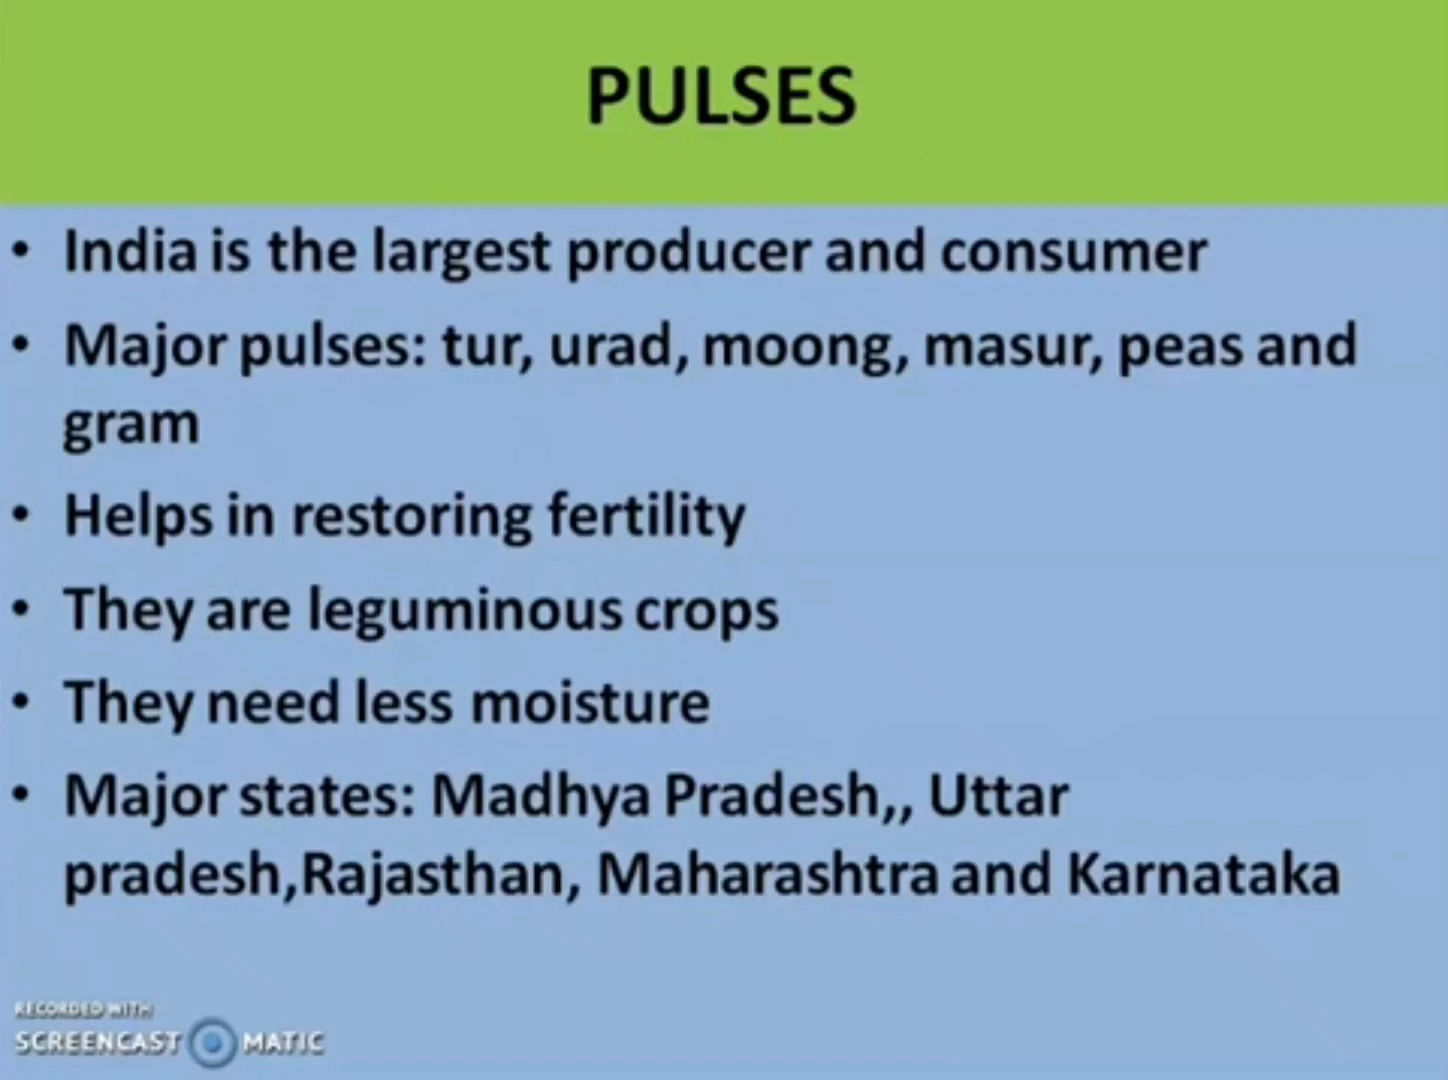 PULSES
• India is the largest producer and consumer
• Major pulses: tur, urad, moong, masur, peas and
gram
• Helps in restoring fertility
• They are leguminous crops
• They need less moisture
• Major states: Madhya Pradesh,, Uttar
pradesh,Rajasthan, Maharashtra and Karnataka
RECORDED WITH
SCREENCAST MATIC